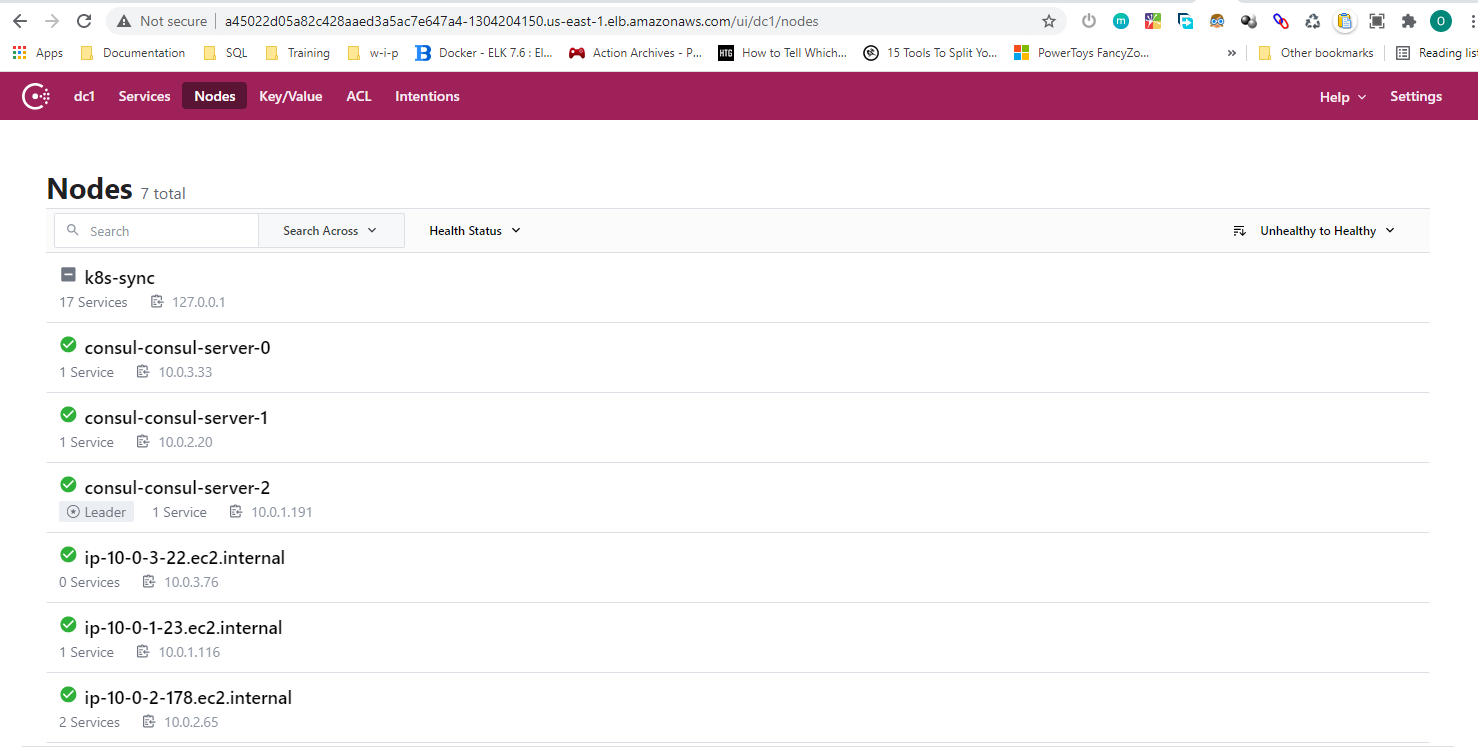 Not secure a45022d05a82c428aaed3a5ac7e647a4-1304204150.us-east-1.elb.amazonaws.com/ui/dc1/nodes
Apps Documentation SQL Training w-i-p Docker - ELK 7.6 : El... Action Archives - P... HTG How to Tell Which... 15 Tools To Split Yo... PowerToys FancyZo... » Other bookmarks Reading list
dc1 Services Nodes Key/Value ACL Intentions Help Settings
Nodes 7 total
Search Search Across Health Status Unhealthy to Healthy
k8s-sync
17 Services 127.0.0.1
consul-consul-server-0
1 Service 10.0.3.33
consul-consul-server-1
1 Service 10.0.2.20
consul-consul-server-2
Leader 1 Service 10.0.1.191
ip-10-0-3-22.ec2.internal
0 Services 10.0.3.76
ip-10-0-1-23.ec2.internal
1 Service 10.0.1.116
ip-10-0-2-178.ec2.internal
2 Services 10.0.2.65